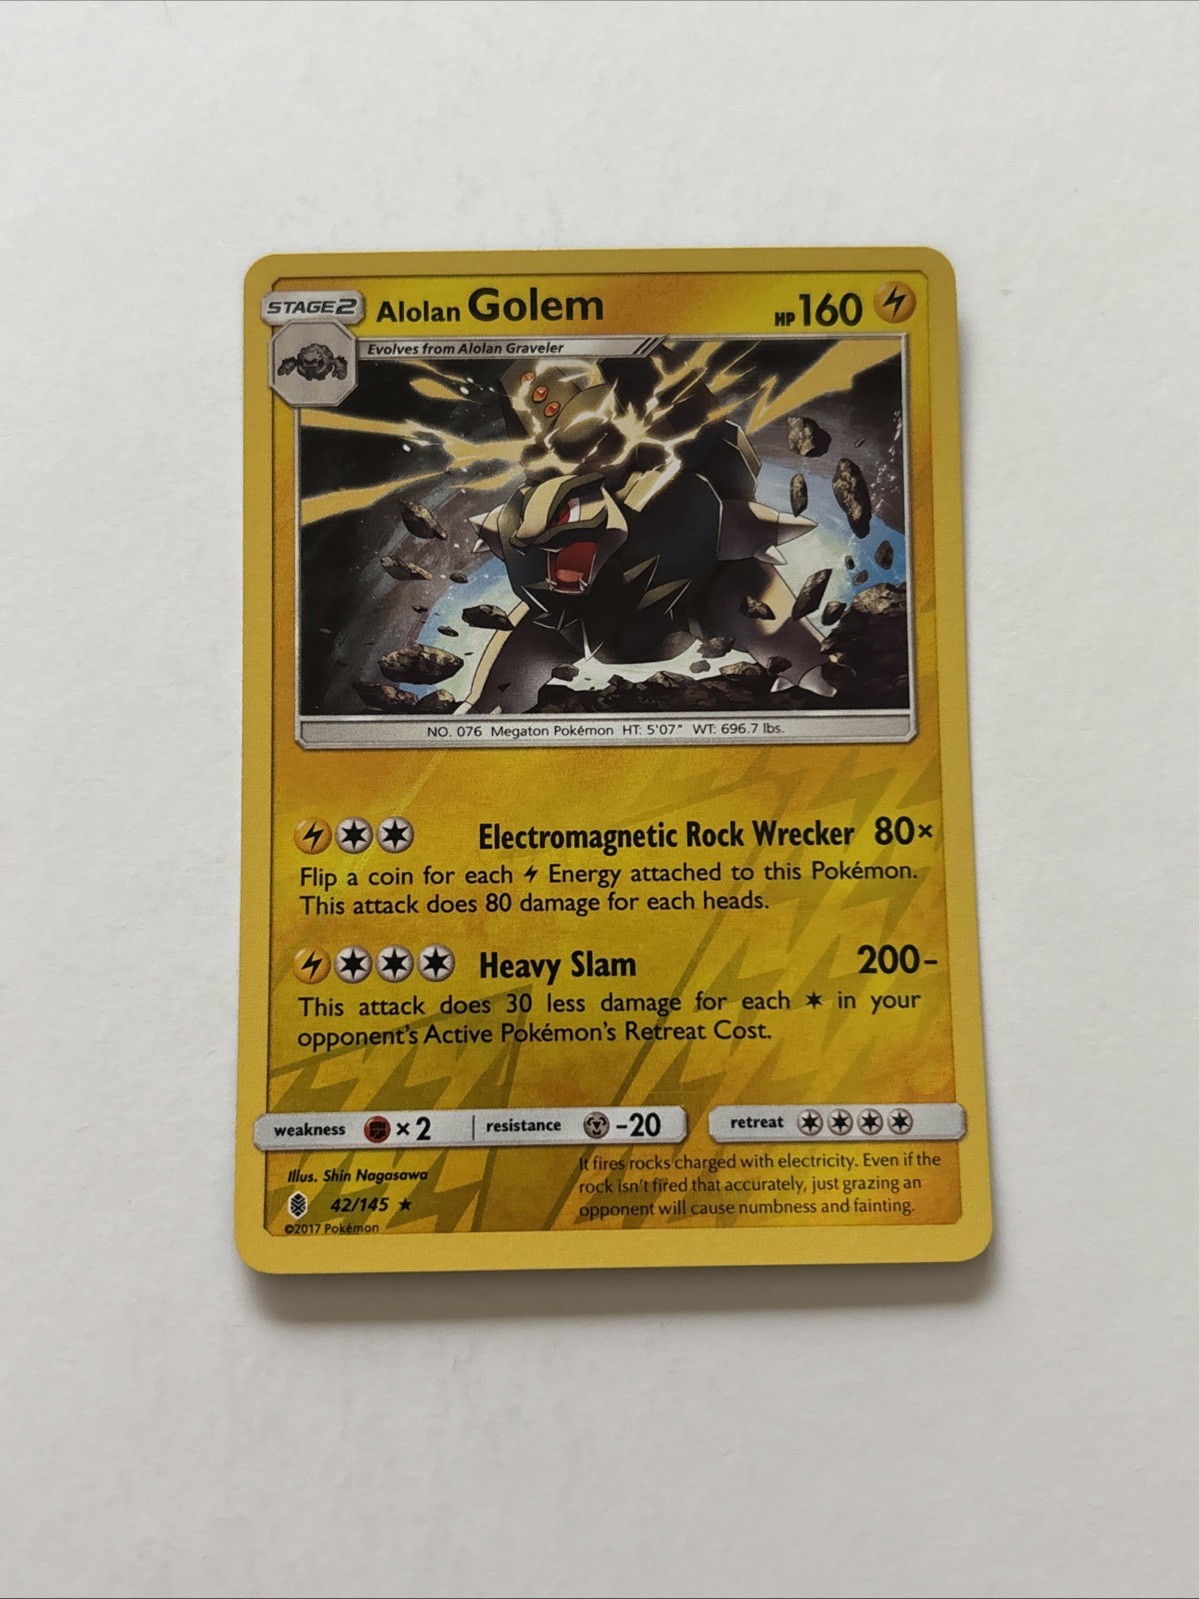 STAGE2 Alolan Golem HP 160
Evolves from Alolan Graveler
NO. 076 Megaton Pokémon HT: 5'07" WT: 696.7 lbs.
Electromagnetic Rock Wrecker 80×
Flip a coin for each Energy attached to this Pokémon.
This attack does 80 damage for each heads.
Heavy Slam 200-
This attack does 30 less damage for each in your
opponent's Active Pokémon's Retreat Cost.
weakness ×2 resistance -20 retreat
It fires rocks charged with electricity. Even if the
rock isn't fired that accurately, just grazing an
opponent will cause numbness and fainting.
Illus. Shin Nagasawa
42/145 ★
©2017 Pokémon